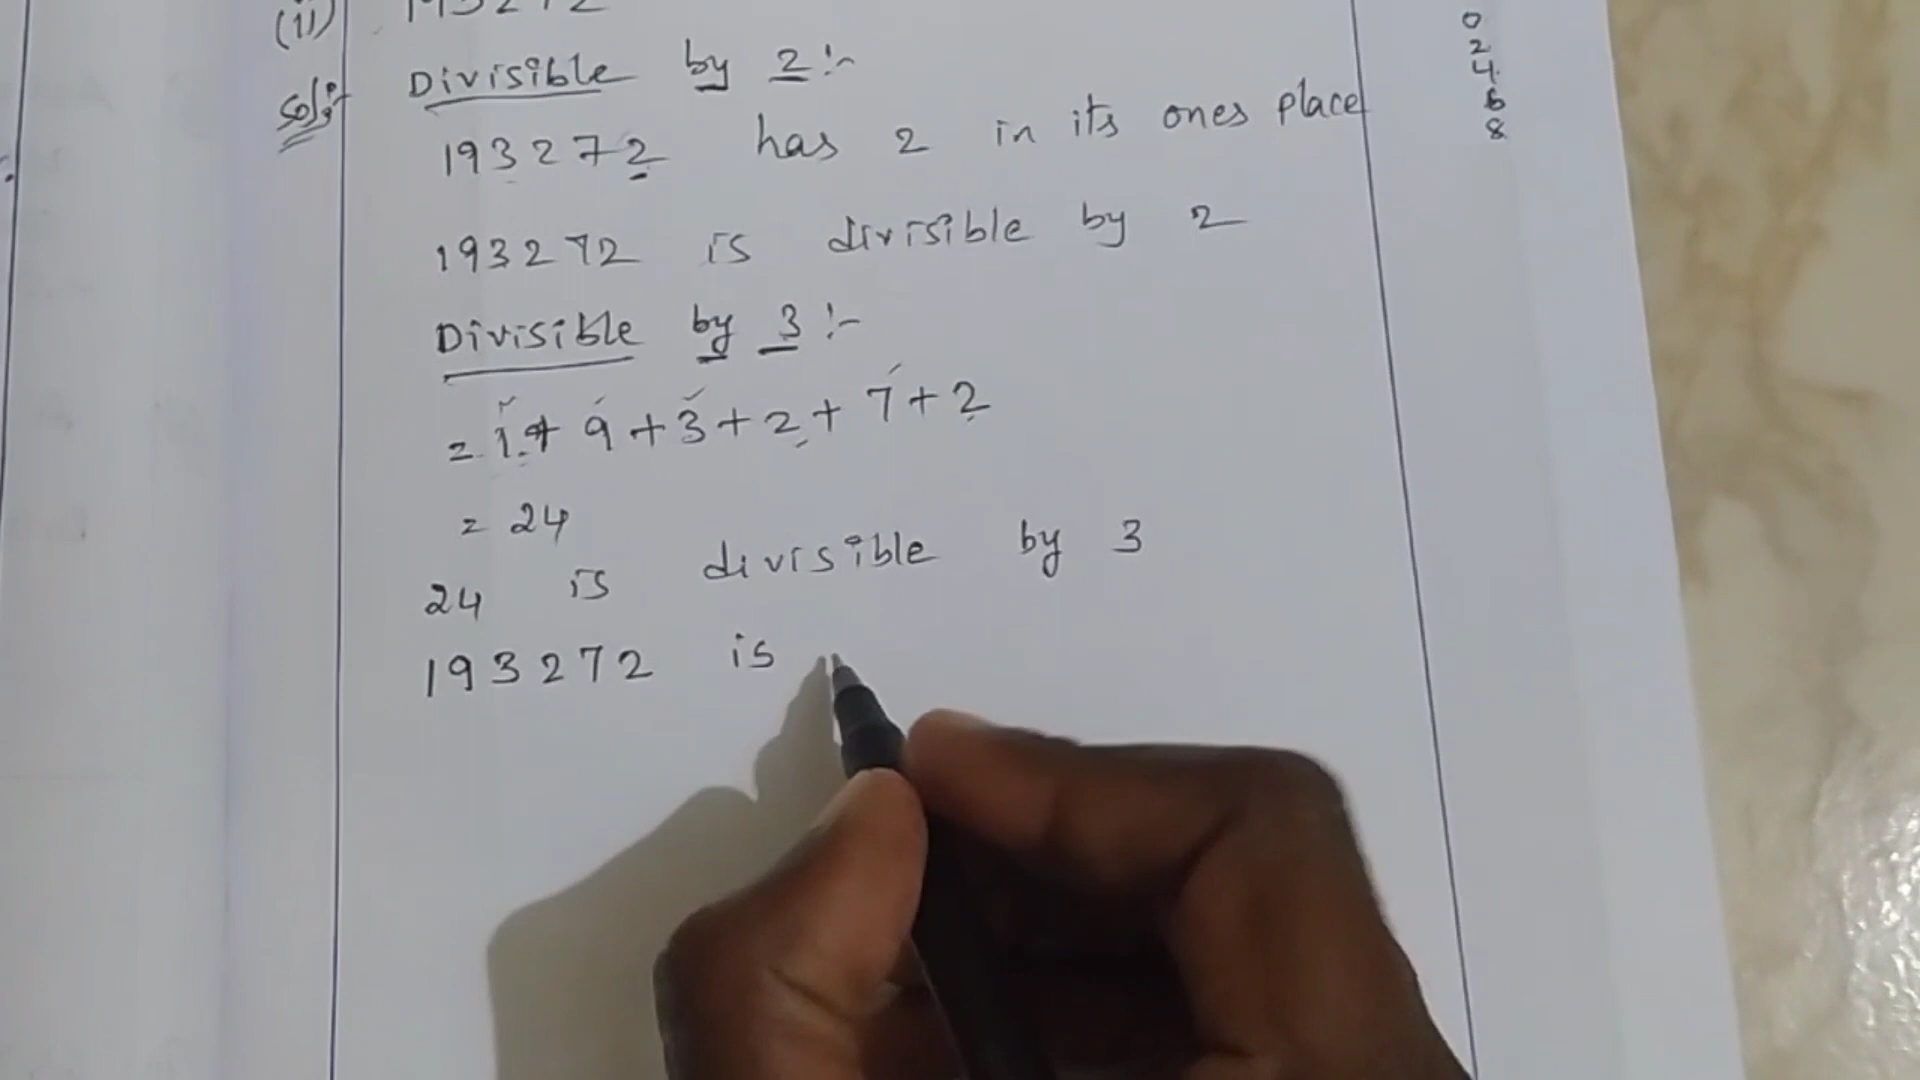 (ii) 193272
Soln:- Divisible by 2 :-
193272 has 2 in its ones place
193272 is divisible by 2
Divisible by 3 :-
= 1+9+3+2+7+2
= 24
24 is divisible by 3
193272 is
0
2
4
6
8